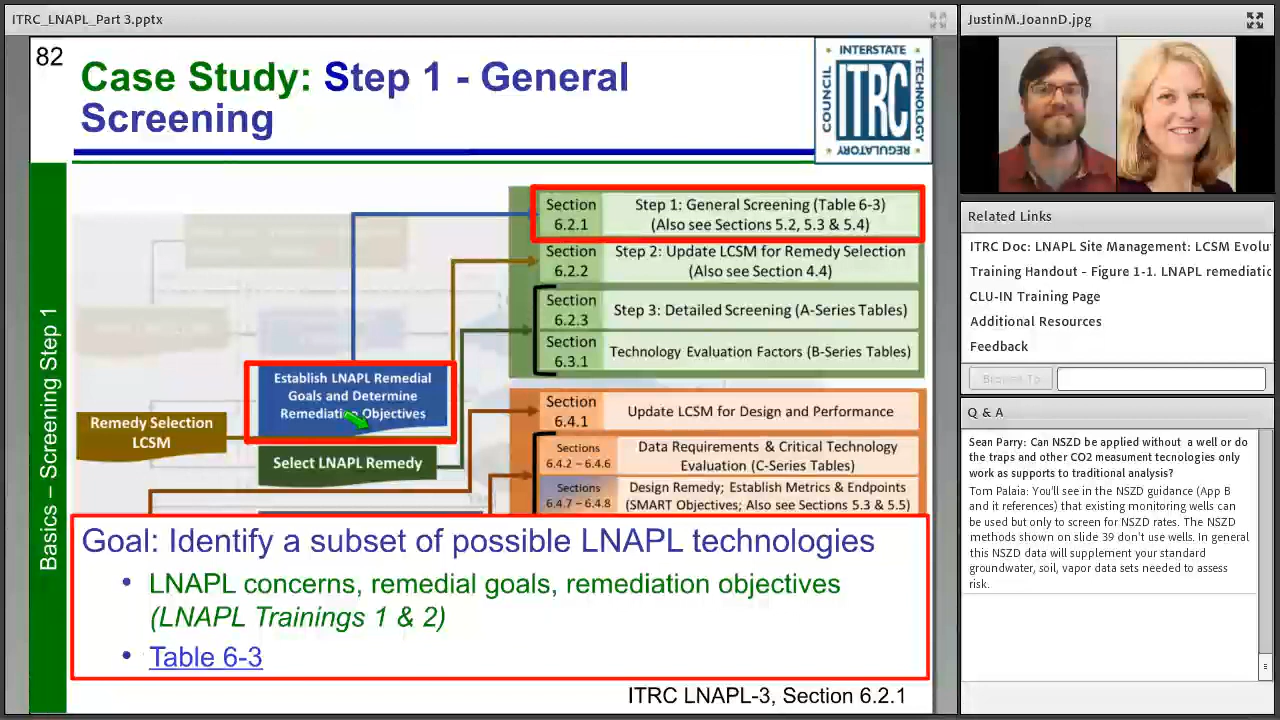 ITRC_LNAPL_Part 3.pptx
82
Case Study: Step 1 - General
Screening
INTERSTATE
COUNCIL
ITRC
TECHNOLOGY
REGULATORY
Basics – Screening Step 1
Section
6.2.1
Step 1: General Screening (Table 6-3)
(Also see Sections 5.2, 5.3 & 5.4)
Section
6.2.2
Step 2: Update LCSM for Remedy Selection
(Also see Section 4.4)
Section
6.2.3
Step 3: Detailed Screening (A-Series Tables)
Section
6.3.1
Technology Evaluation Factors (B-Series Tables)
Establish LNAPL Remedial
Goals and Determine
Remediation Objectives
Remedy Selection
LCSM
Select LNAPL Remedy
Section
6.4.1
Update LCSM for Design and Performance
Sections
6.4.2 – 6.4.6
Data Requirements & Critical Technology
Evaluation (C-Series Tables)
Sections
6.4.7 – 6.4.8
Design Remedy; Establish Metrics & Endpoints
(SMART Objectives; Also see Sections 5.3 & 5.5)
Goal: Identify a subset of possible LNAPL technologies
• LNAPL concerns, remedial goals, remediation objectives
(LNAPL Trainings 1 & 2)
• Table 6-3
ITRC LNAPL-3, Section 6.2.1
JustinM.JoannD.jpg
Related Links
ITRC Doc: LNAPL Site Management: LCSM Evolu
Training Handout - Figure 1-1. LNAPL remediatic
CLU-IN Training Page
Additional Resources
Feedback
Browse To
Q & A
Sean Parry: Can NSZD be applied without a well or do
the traps and other CO2 measument tecnologies only
work as supports to traditional analysis?
Tom Palaia: You'll see in the NSZD guidance (App B
and it references) that existing monitoring wells can
be used but only to screen for NSZD rates. The NSZD
methods shown on slide 39 don't use wells. In general
this NSZD data will supplement your standard
groundwater, soil, vapor data sets needed to assess
risk.